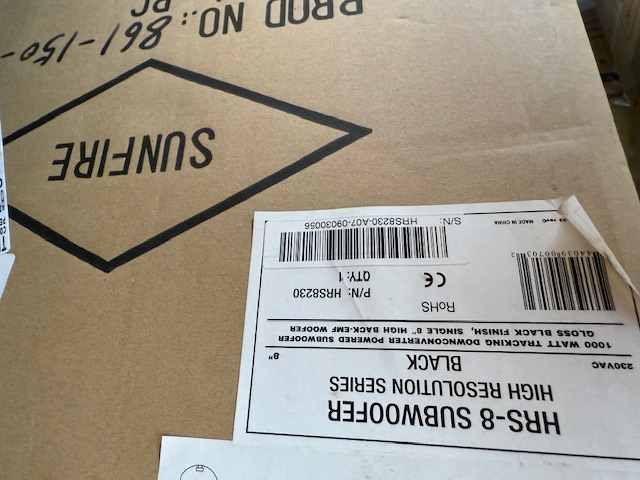 HRS-8 SUBWOOFER
HIGH RESOLUTION SERIES
BLACK
230VAC
8"
1000 WATT TRACKING DOWNCONVERTER POWERED SUBWOOFER
GLOSS BLACK FINISH, SINGLE 8" HIGH BACK-EMF WOOFER
RoHS
P/N: HRS8230
QTY: 1
CE
S/N: HRS8230-A07-09030056
MADE IN CHINA
SUNFIRE
PROD NO.: 861-150-